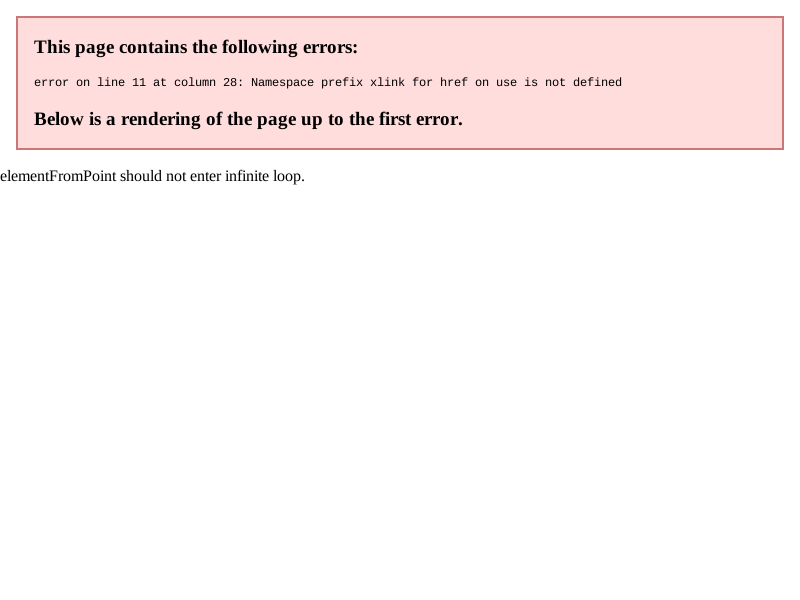 This page contains the following errors:
error on line 11 at column 28: Namespace prefix xlink for href on use is not defined
Below is a rendering of the page up to the first error.
elementFromPoint should not enter infinite loop.